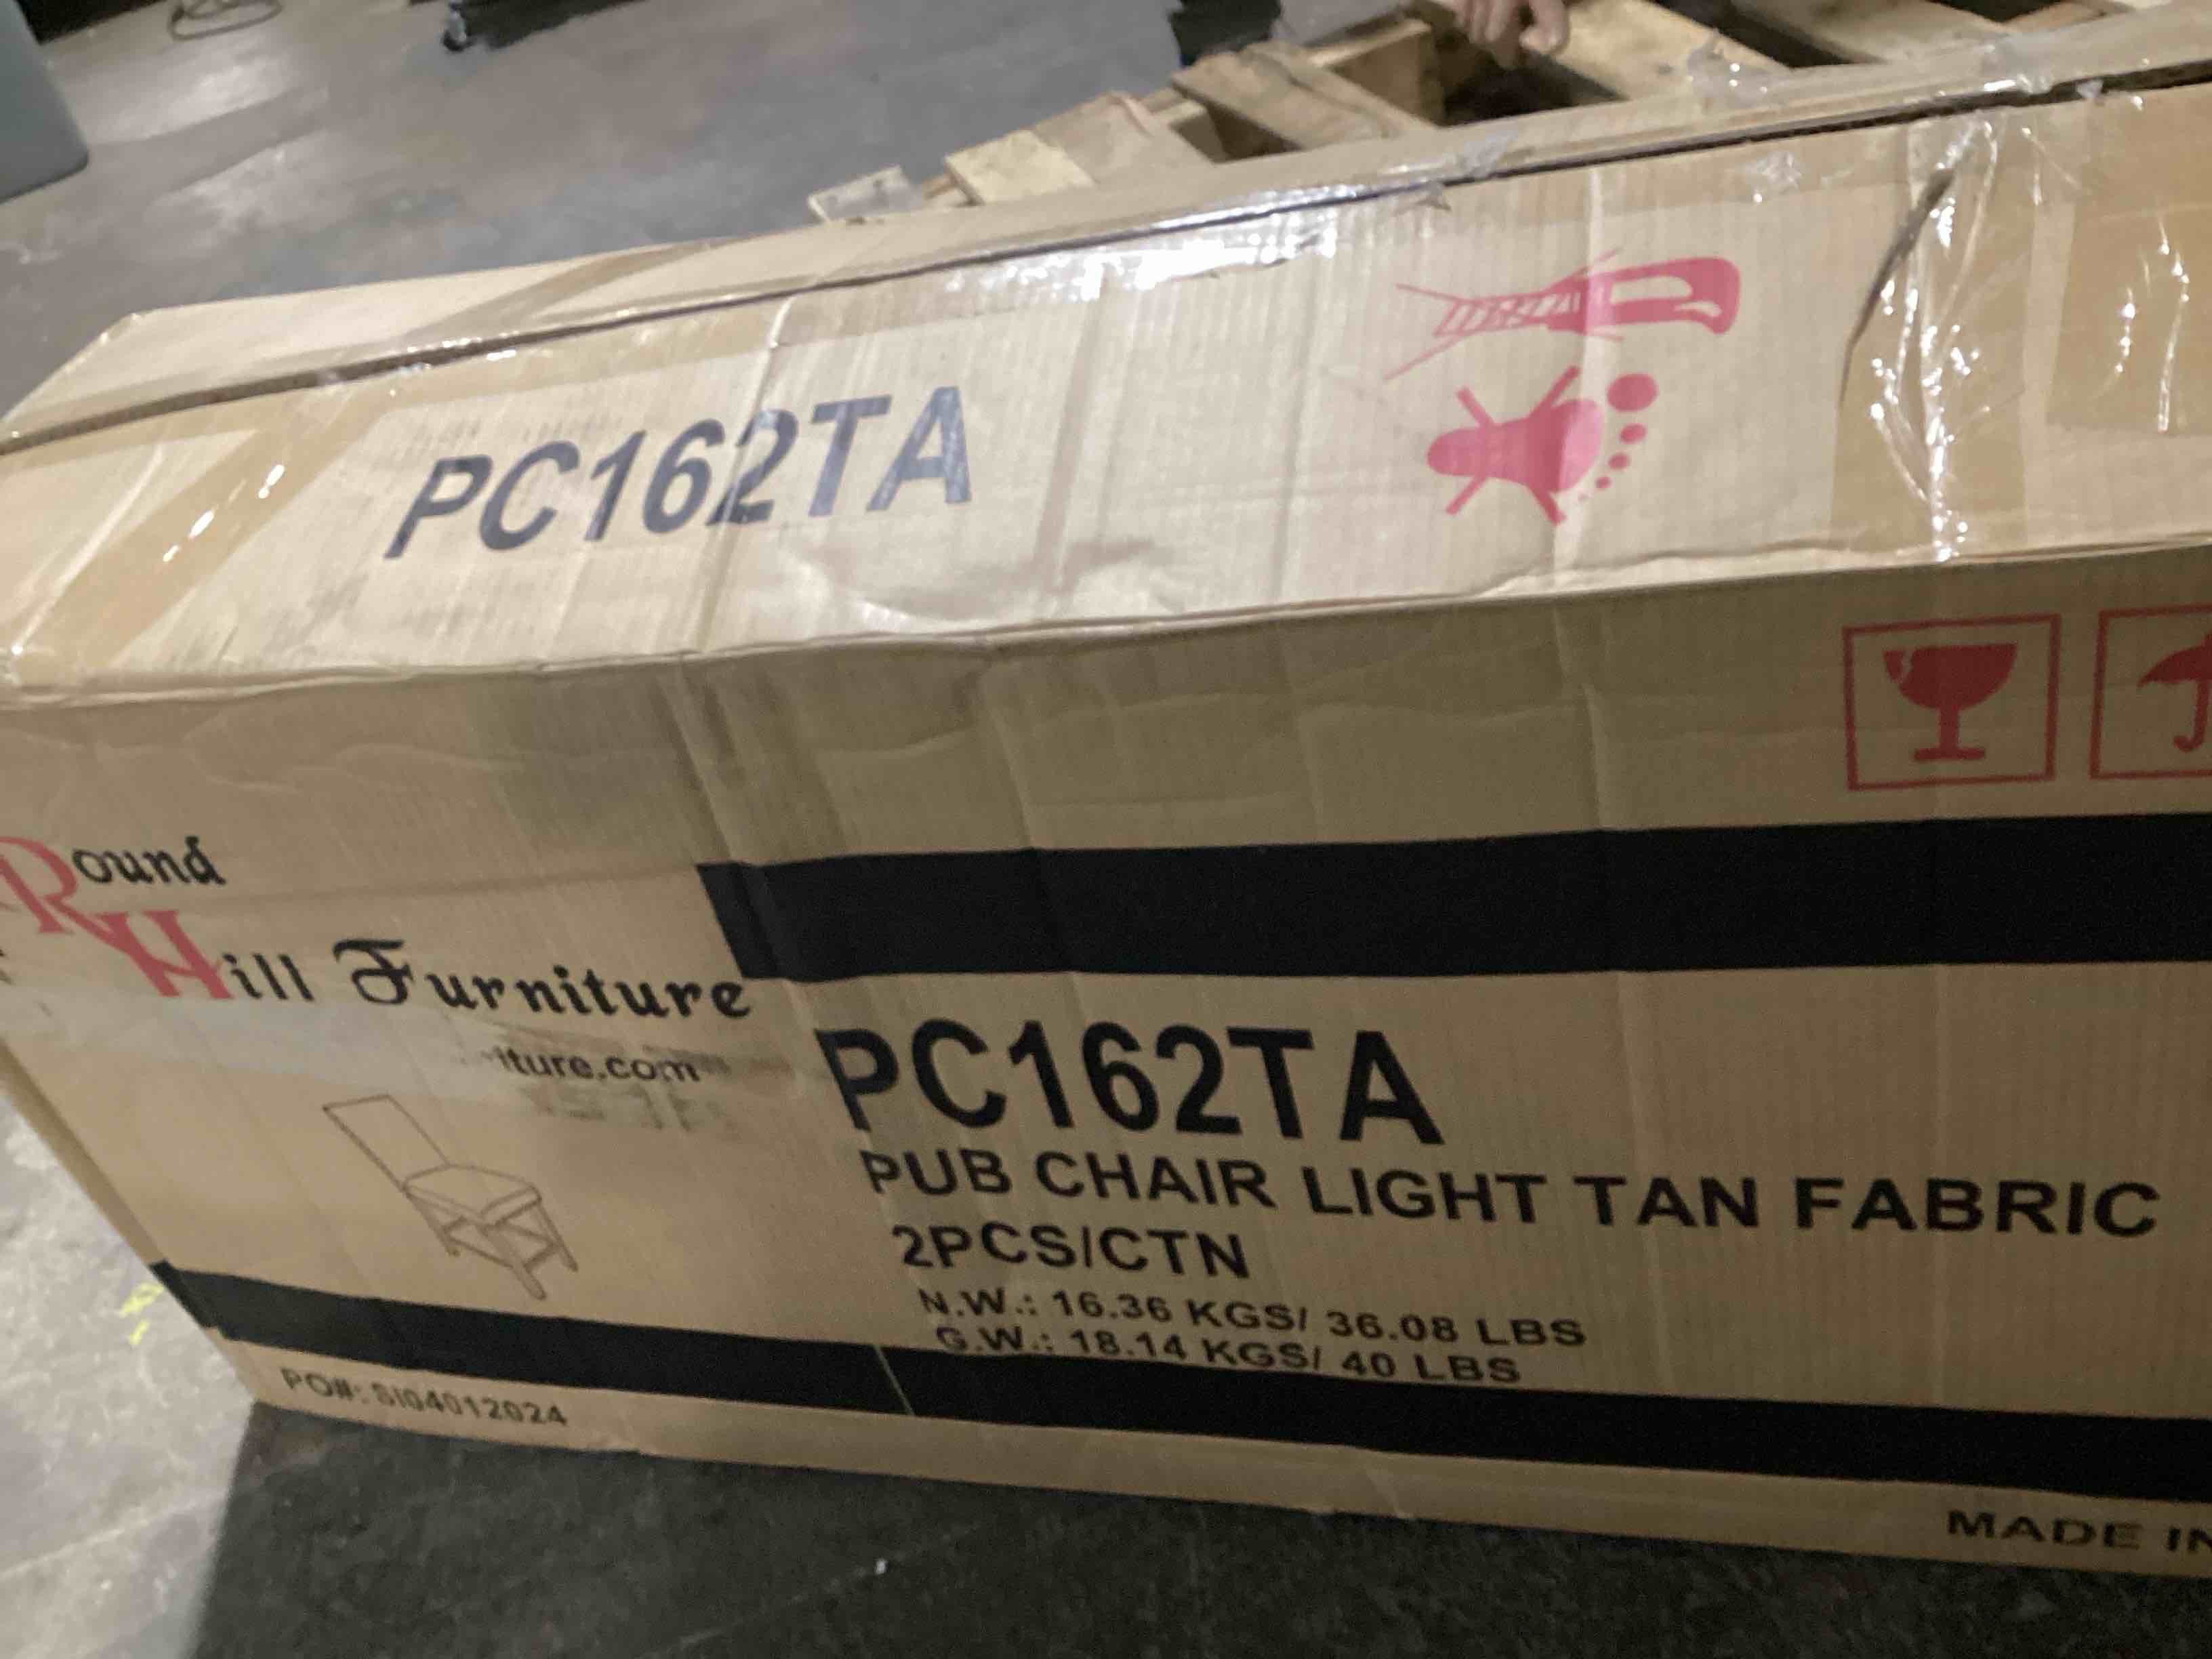 PC162TA
Round
Hill Furniture
iture.com
PC162TA
PUB CHAIR LIGHT TAN FABRIC
2PCS/CTN
N.W.: 16.36 KGS/ 36.08 LBS
G.W.: 18.14 KGS/ 40 LBS
PO#: SI04012024
MADE IN